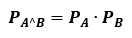 P_{A^B} = P_A · P_B